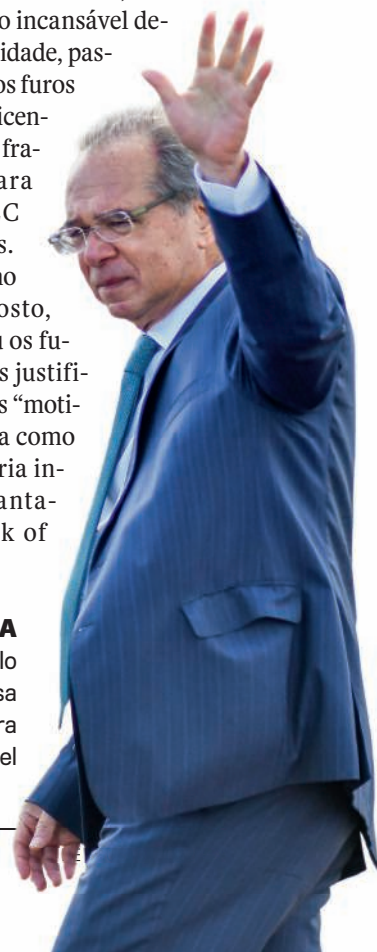 o incansável de-
idade, pas-
os furos
icen-
fra-
ara
C
s.
no
osto,
u os fu-
s justifi-
s “moti-
a como
ria in-
anta-
k of
A
lo
sa
ra
el